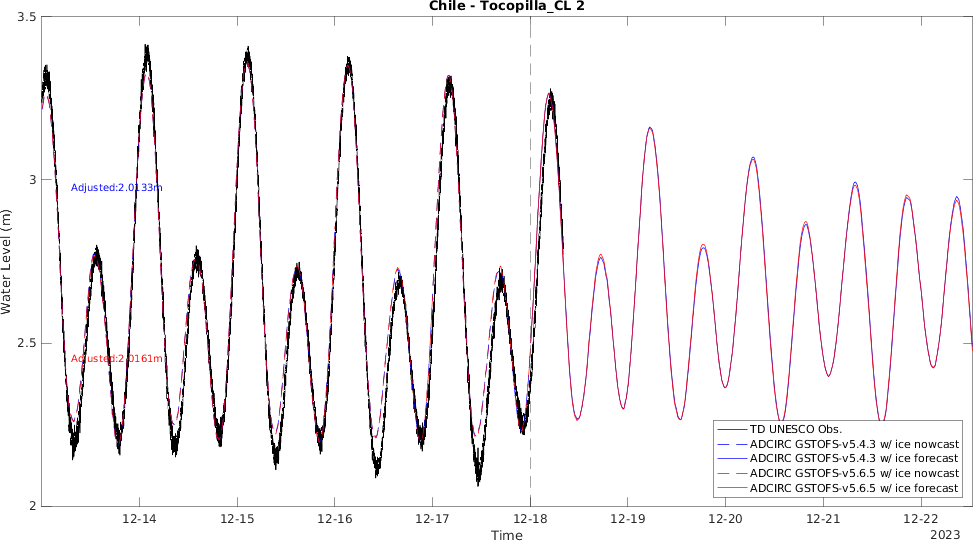 Chile - Tocopilla_CL 2
3.5
3
2.5
2
Water Level (m)
Adjusted:2.0133m
Adjusted:2.0161m
TD UNESCO Obs.
ADCIRC GSTOFS-v5.4.3 w/ ice nowcast
ADCIRC GSTOFS-v5.4.3 w/ ice forecast
ADCIRC GSTOFS-v5.6.5 w/ ice nowcast
ADCIRC GSTOFS-v5.6.5 w/ ice forecast
12-14 12-15 12-16 12-17 12-18 12-19 12-20 12-21 12-22
Time
2023